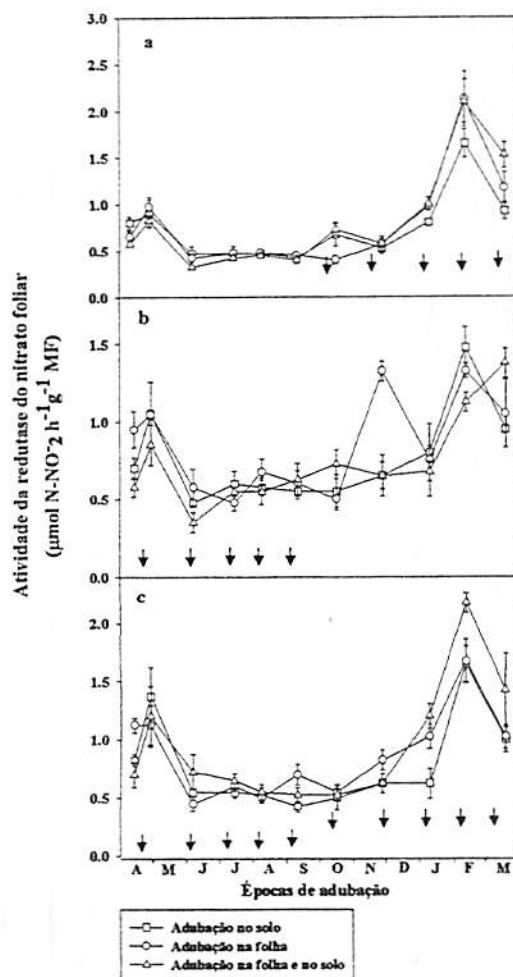 Atividade da redutase do nitrato foliar
(µmol N-NO⁻2 h⁻¹g⁻¹ MF)
3.0
a
2.5
2.0
1.5
1.0
0.5
0.0
b
1.5
1.0
0.5
0.0
c
2.0
1.5
1.0
0.5
0.0
A M J J A S O N D J F M
Épocas de adubação
Adubação no solo
Adubação na folha
Adubação na folha e no solo